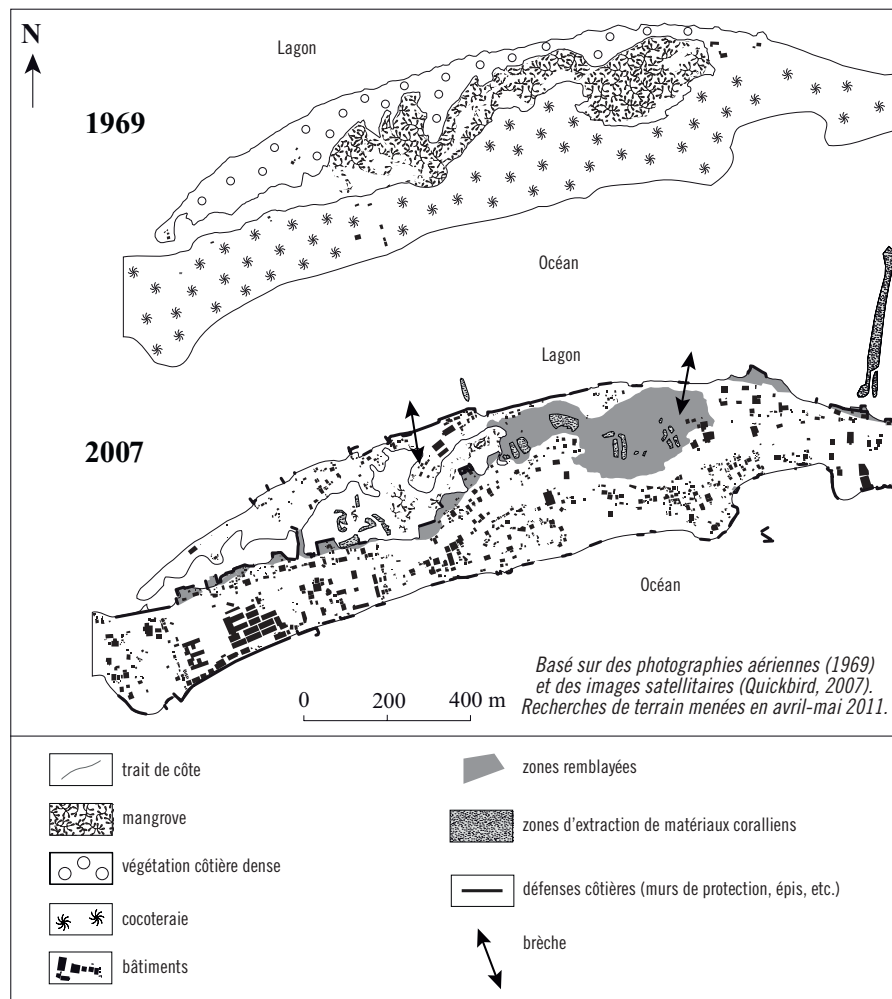 N
Lagon
1969
Océan
Lagon
2007
Océan
Basé sur des photographies aériennes (1969)
et des images satellitaires (Quickbird, 2007).
Recherches de terrain menées en avril-mai 2011.
0 200 400 m
trait de côte
mangrove
végétation côtière dense
cocoteraie
bâtiments
zones remblayées
zones d'extraction de matériaux coralliens
défenses côtières (murs de protection, épis, etc.)
brèche